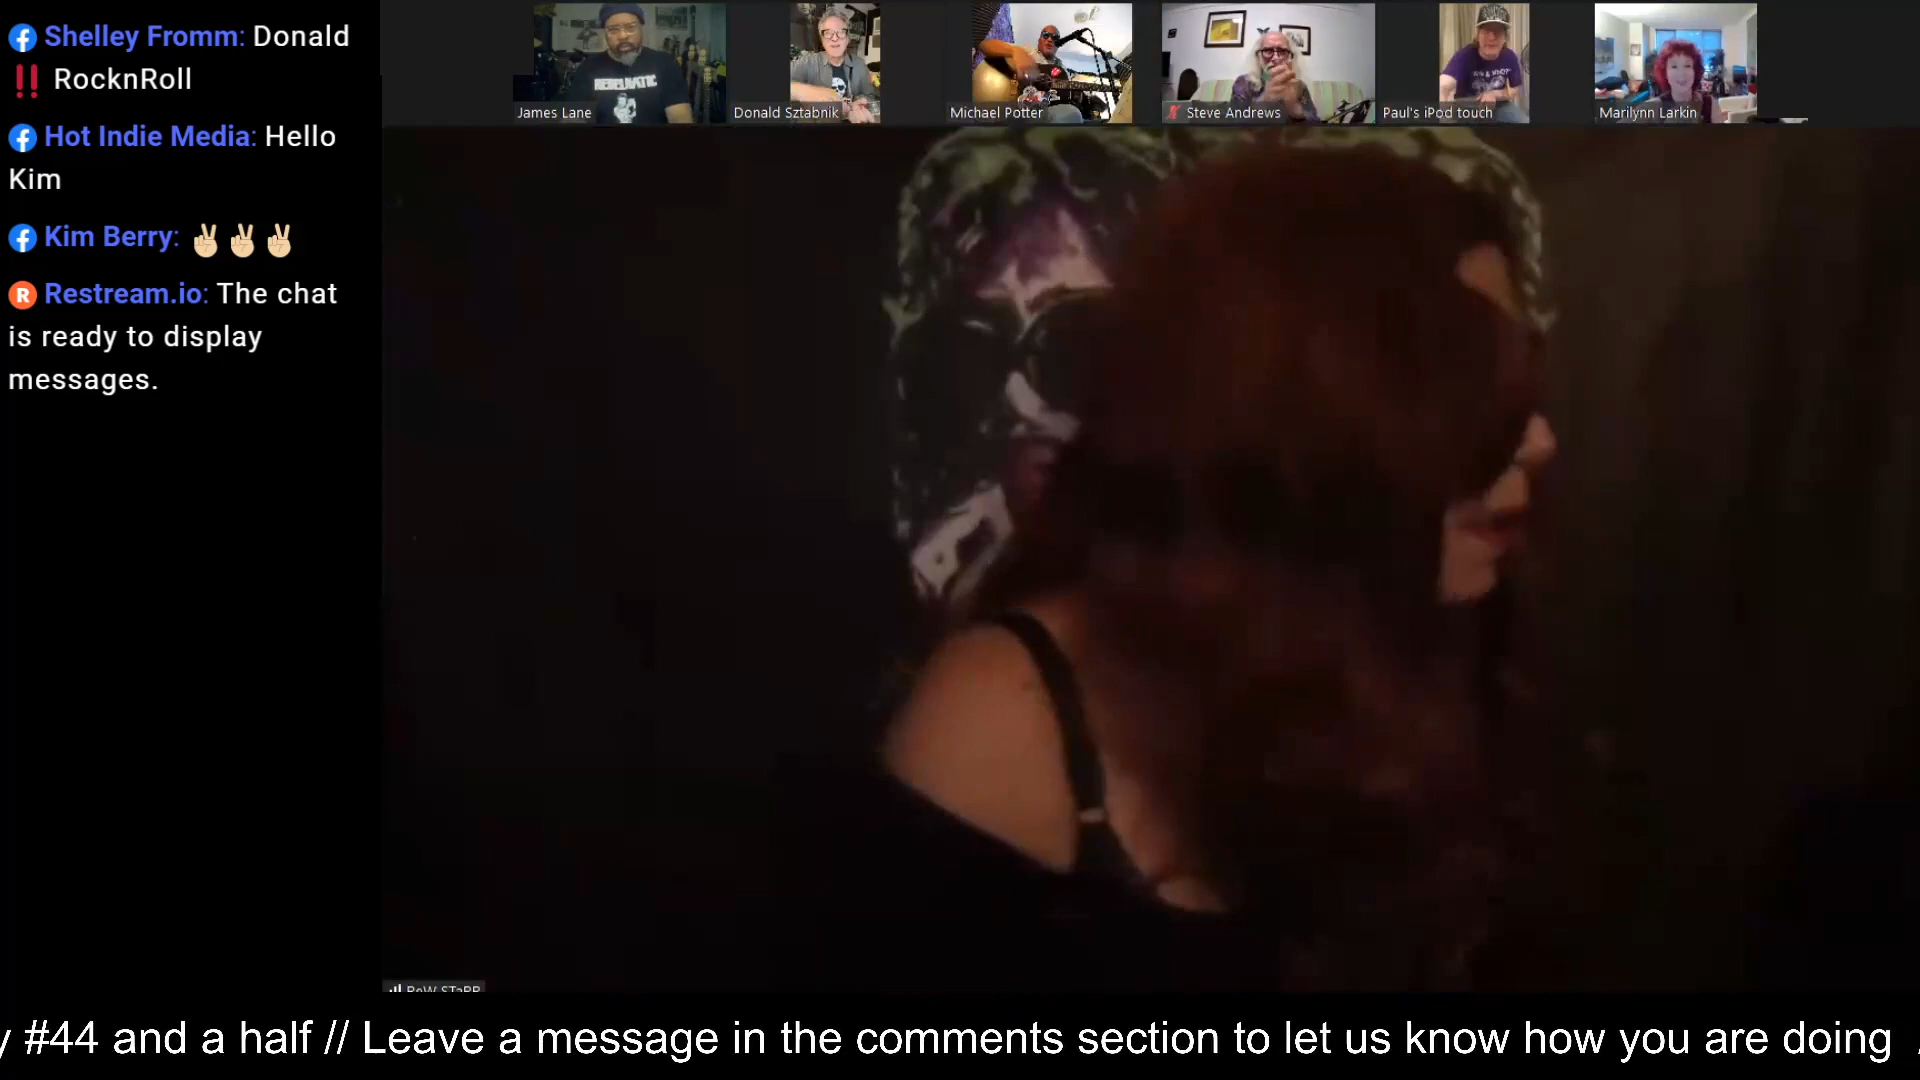 Shelley Fromm: Donald
‼ RocknRoll
Hot Indie Media: Hello
Kim
Kim Berry: ✌🏼✌🏼✌🏼
Restream.io: The chat
is ready to display
messages.
James Lane
Donald Sztabnik
Michael Potter
Steve Andrews
Paul's iPod touch
Marilynn Larkin
RoW STaRR
#44 and a half // Leave a message in the comments section to let us know how you are doing